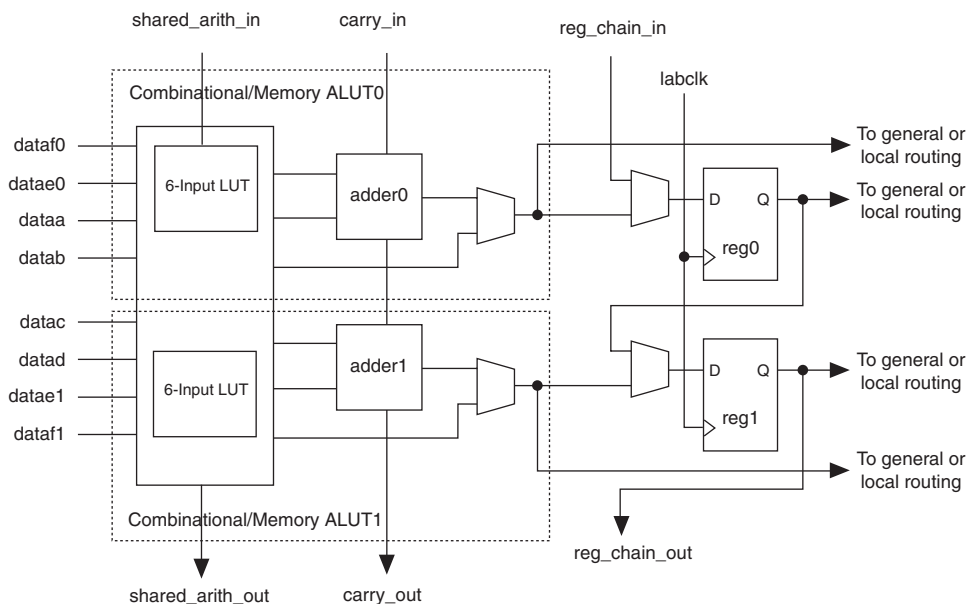 shared_arith_in
carry_in
reg_chain_in
labclk
Combinational/Memory ALUT0
dataf0
datae0
dataa
datab
6-Input LUT
adder0
D
Q
reg0
To general or
local routing
To general or
local routing
datac
datad
datae1
dataf1
6-Input LUT
adder1
D
Q
reg1
To general or
local routing
To general or
local routing
Combinational/Memory ALUT1
reg_chain_out
shared_arith_out
carry_out